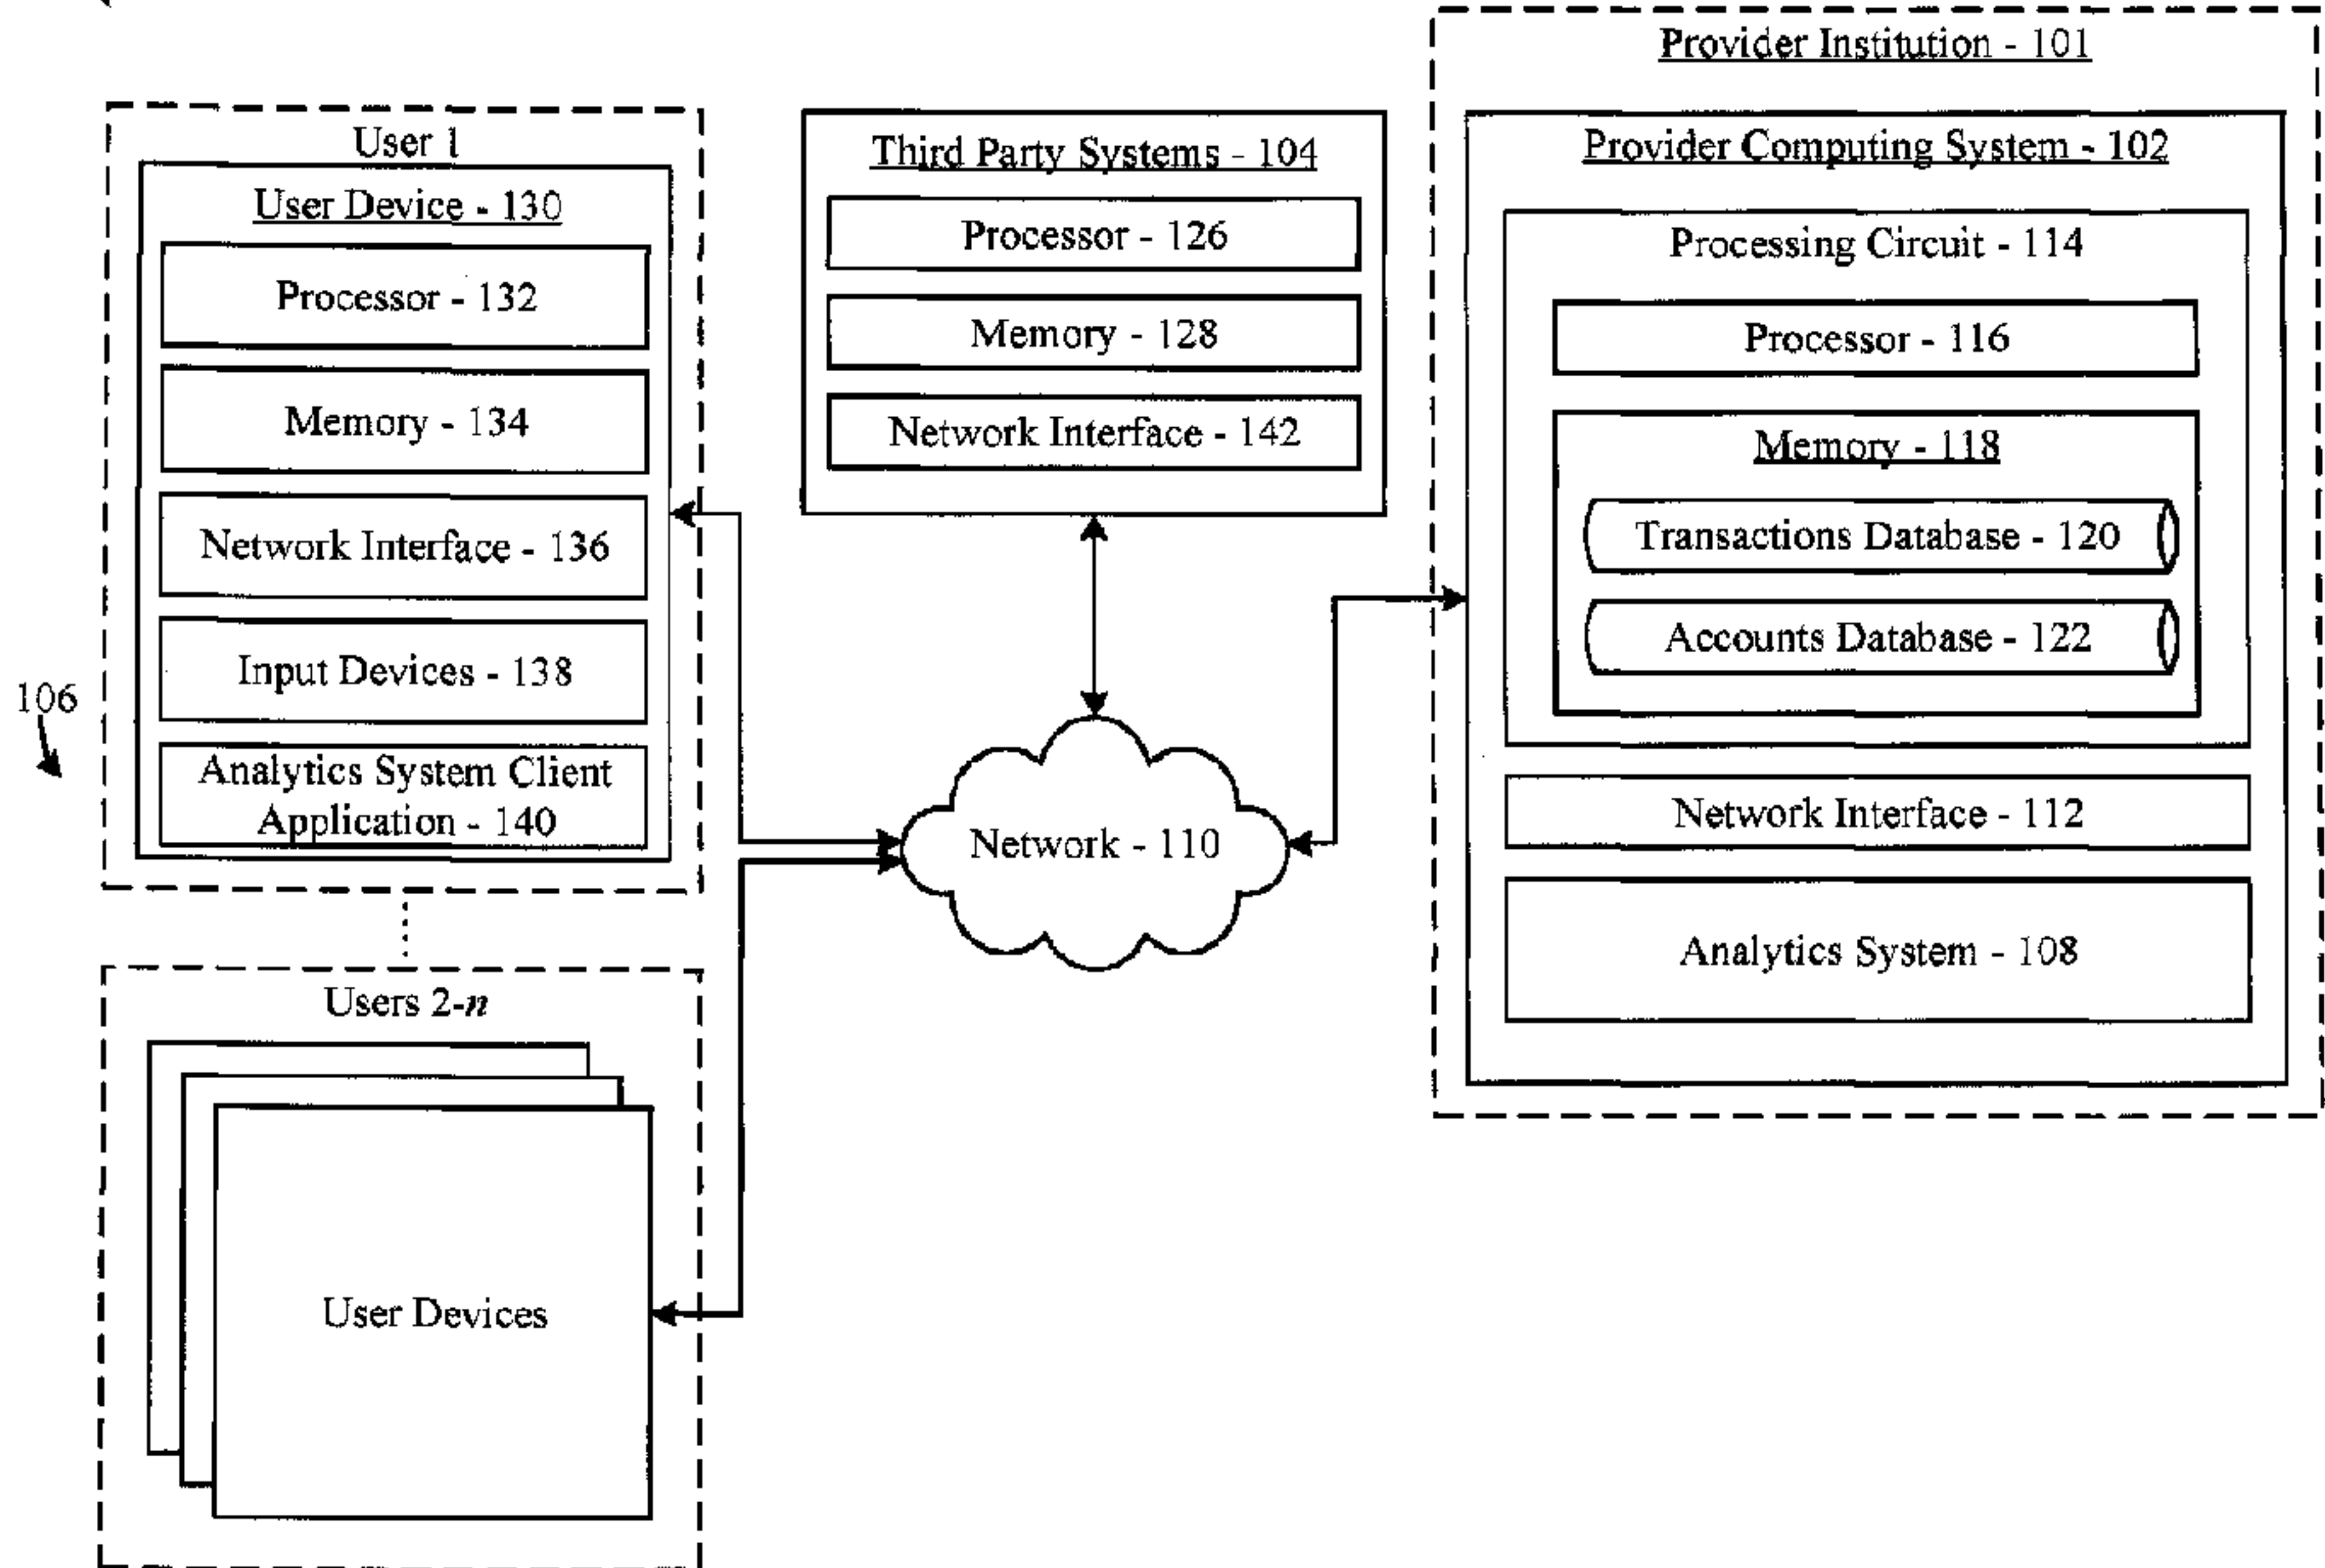 User 1
User Device - 130
Processor - 132
Memory - 134
Network Interface - 136
Input Devices - 138
Analytics System Client
Application - 140
106
Users 2-n
User Devices
Third Party Systems - 104
Processor - 126
Memory - 128
Network Interface - 142
Network - 110
Provider Institution - 101
Provider Computing System - 102
Processing Circuit - 114
Processor - 116
Memory - 118
Transactions Database - 120
Accounts Database - 122
Network Interface - 112
Analytics System - 108